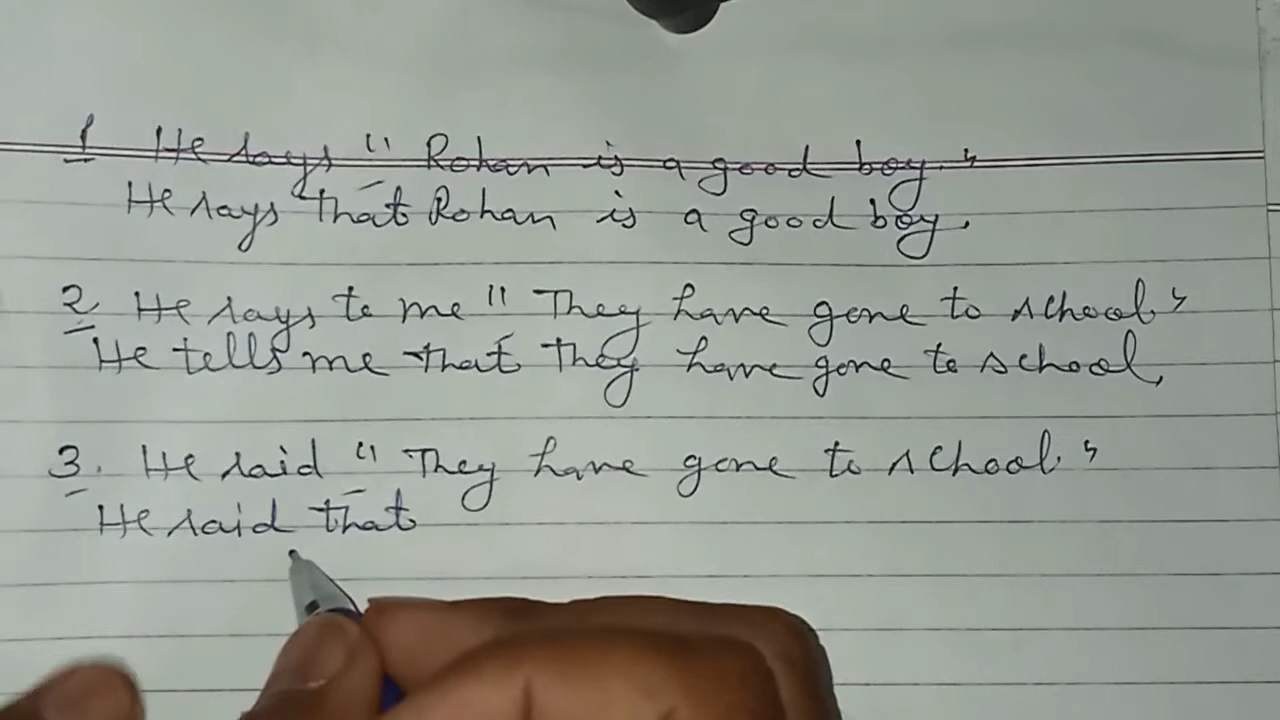 1 He says " Rohan is a good boy."
He says that Rohan is a good boy.
2 He says to me " They have gone to school."
He tells me that they have gone to school.
3. He said " They have gone to school."
He said that